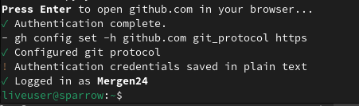 Press Enter to open github.com in your browser...
✓ Authentication complete.
- gh config set -h github.com git_protocol https
✓ Configured git protocol
! Authentication credentials saved in plain text
✓ Logged in as Mergen24
liveuser@sparrow:~$